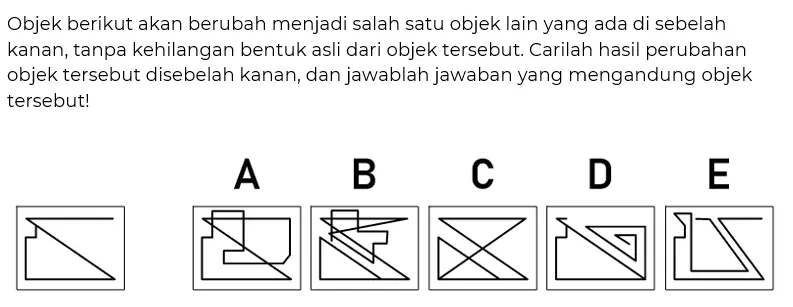 Objek berikut akan berubah menjadi salah satu objek lain yang ada di sebelah
kanan, tanpa kehilangan bentuk asli dari objek tersebut. Carilah hasil perubahan
objek tersebut disebelah kanan, dan jawablah jawaban yang mengandung objek
tersebut!
A B C D E